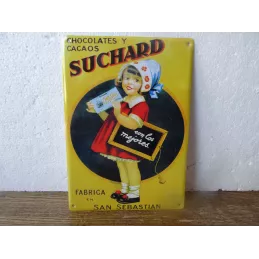 CHOCOLATES Y
CACAOS
SUCHARD
son los
mejores
FABRICA
EN
SAN SEBASTIAN